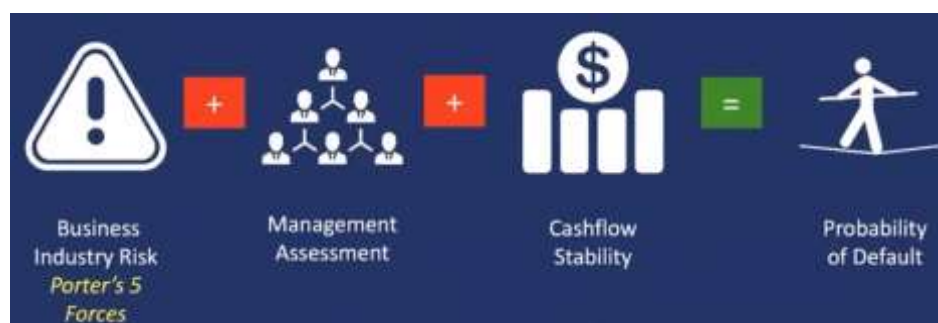 !
+
+
$
=
Business
Industry Risk
Porter's 5
Forces
Management
Assessment
Cashflow
Stability
Probability
of Default